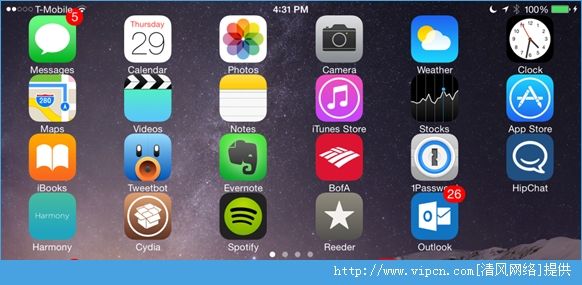 T-Mobile 4:31 PM 100%
5 Thursday
29 280
Messages Calendar Photos Camera Weather Clock
Maps Videos Notes iTunes Store Stocks App Store
iBooks Tweetbot Evernote BofA 1Passw HipChat
Harmony 26
Harmony Cydia Spotify Reeder Outlook
http://www.vipcn.com[清风网络]提供